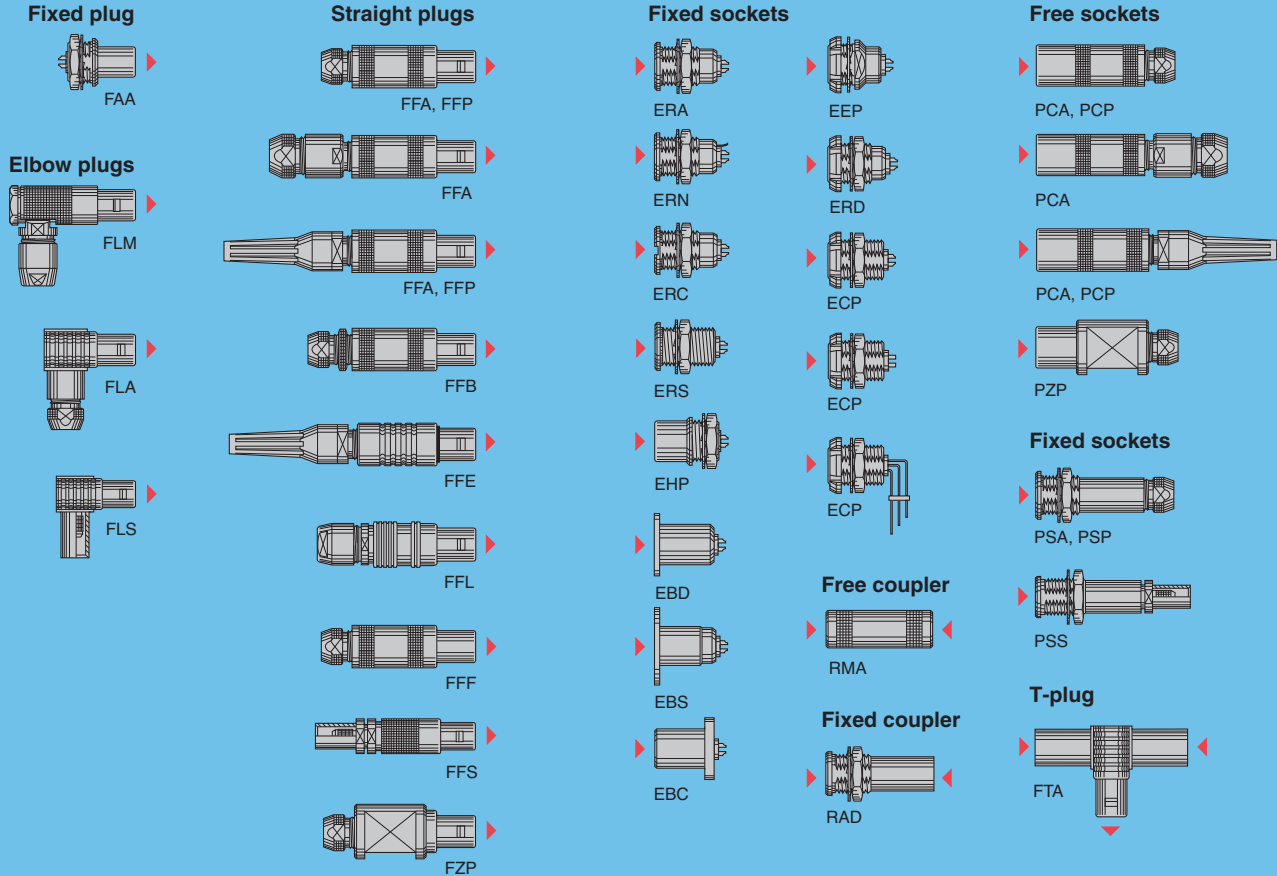 Fixed plug
FAA
Elbow plugs
FLM
FLA
FLS
Straight plugs
FFA, FFP
FFA
FFA, FFP
FFB
FFE
FFL
FFF
FFS
FZP
Fixed sockets
ERA
ERN
ERC
ERS
EHP
EBD
EBS
EBC
EEP
ERD
ECP
ECP
ECP
Free coupler
RMA
Fixed coupler
RAD
Free sockets
PCA, PCP
PCA
PCA, PCP
PZP
Fixed sockets
PSA, PSP
PSS
T-plug
FTA